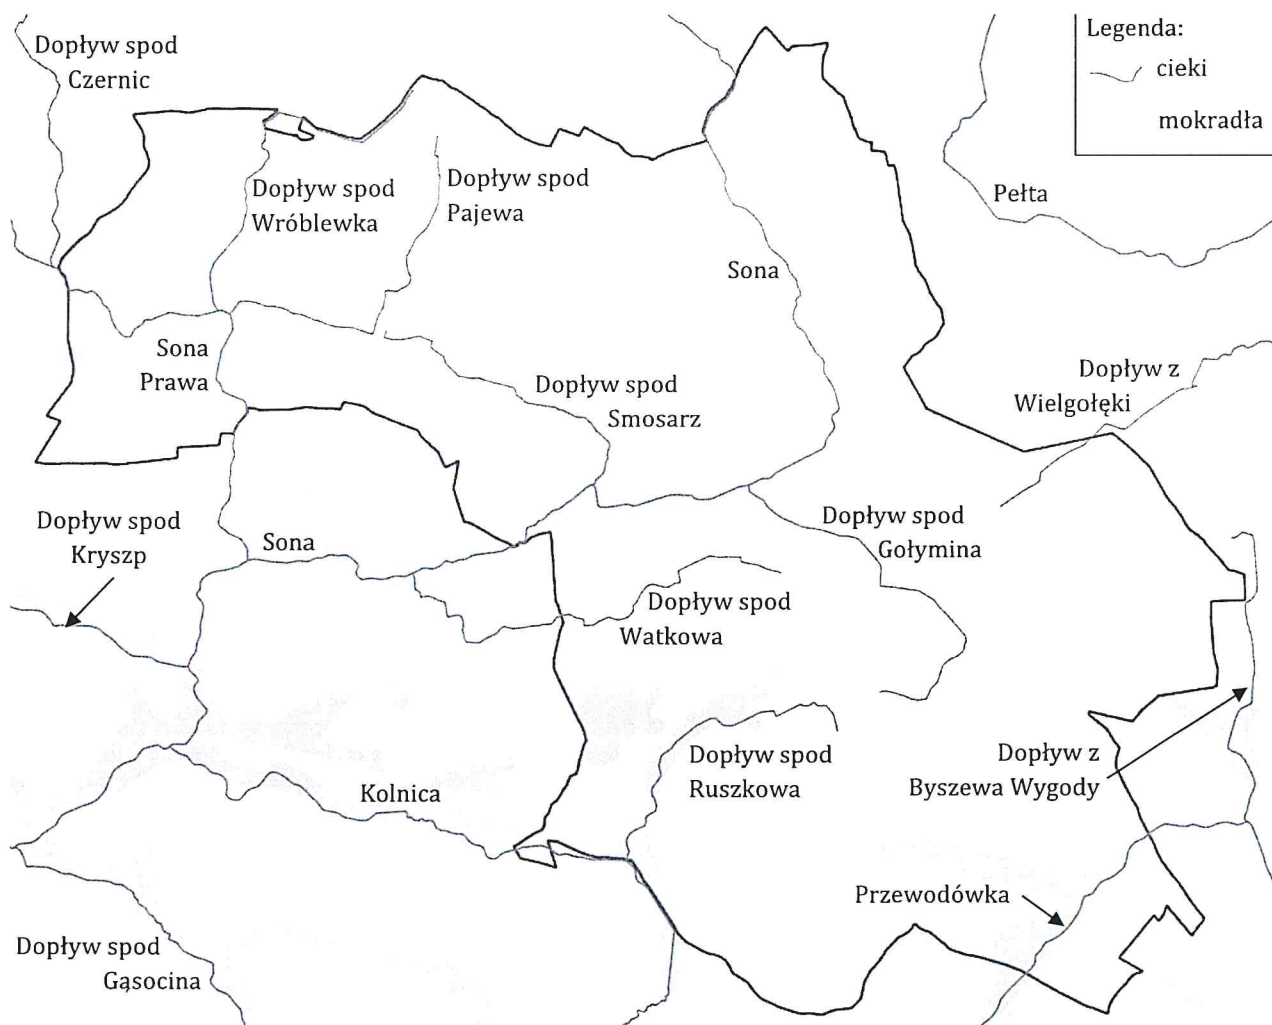 Legenda:
cieki
mokradła
Dopływ spod
Czernic
Dopływ spod
Wróblewka
Dopływ spod
Pajewa
Pełta
Sona
Sona
Prawa
Dopływ spod
Smosarz
Dopływ z
Wielgołęki
Dopływ spod
Kryszp
Sona
Dopływ spod
Gołymina
Dopływ spod
Watkowa
Dopływ spod
Ruszkowa
Dopływ z
Byszewa Wygody
Kolnica
Przewodówka
Dopływ spod
Gąsocina